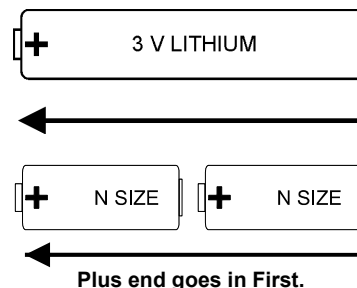 + 3 V LITHIUM
+ N SIZE + N SIZE
Plus end goes in First.